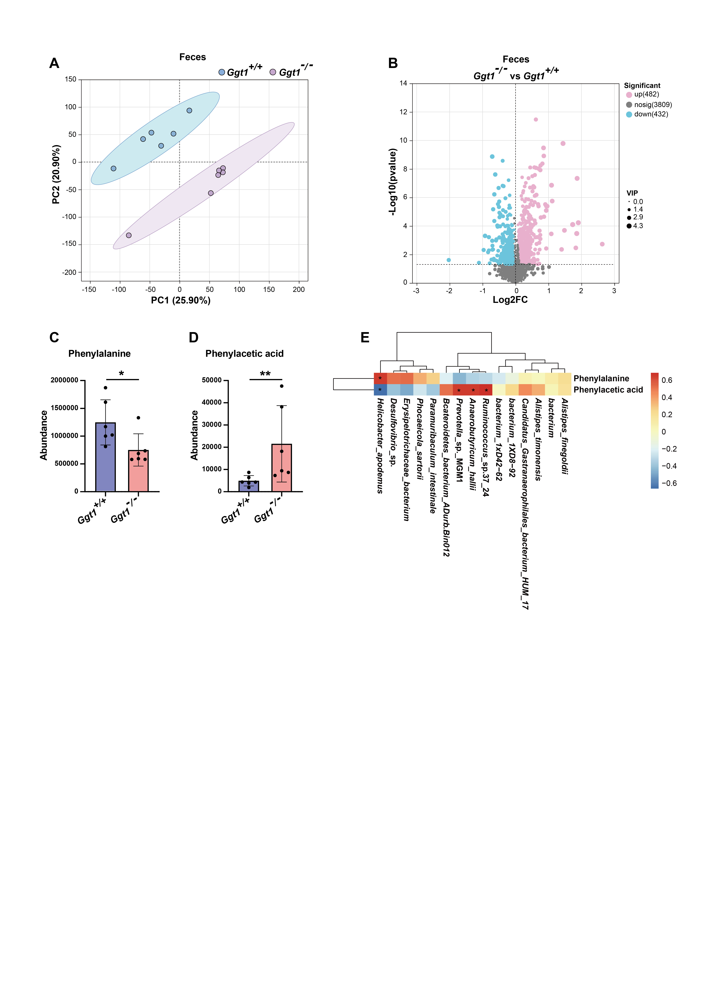 A
Feces
Ggt1+/+ Ggt1-/-
150
100
50
0
-50
-100
-150
-200
PC2 (20.90%)
-150 -100 -50 0 50 100 150 200
PC1 (25.90%)
B
Feces
Ggt1-/- vs Ggt1+/+
14
12
10
8
6
4
2
0
-Log10(pvalue)
-3 -2 -1 0 1 2 3
Log2FC
Significant
up(482)
nosig(3809)
down(432)
VIP
0.0
1.4
2.9
4.3
C
Phenylalanine
*
2000000
1500000
1000000
500000
0
Abundance
Ggt1+/+
Ggt1-/-
D
Phenylacetic acid
**
50000
40000
30000
20000
10000
0
Abundance
Ggt1+/+
Ggt1-/-
E
* Phenylalanine
* * * * Phenylacetic acid
Helicobacter_apodemus
Desulfovibrio_sp.
Erysipelotrichaceae_bacterium
Phocaeicola_sartorii
Paramuribaculum_intestinale
Bcateroidetes_bacterium_ADurb.Bin012
Prevotella_sp._MGM1
Anaerobutyricum_hallii
Ruminococcus_sp.37_24
bacterium_1xD42−62
bacterium_1XD8−92
Candidatus_Gastranaerophilales_bacterium_HUM_17
Alistipes_timonensis
bacterium
Alistipes_finegoldii
0.6
0.4
0.2
0
−0.2
−0.4
−0.6